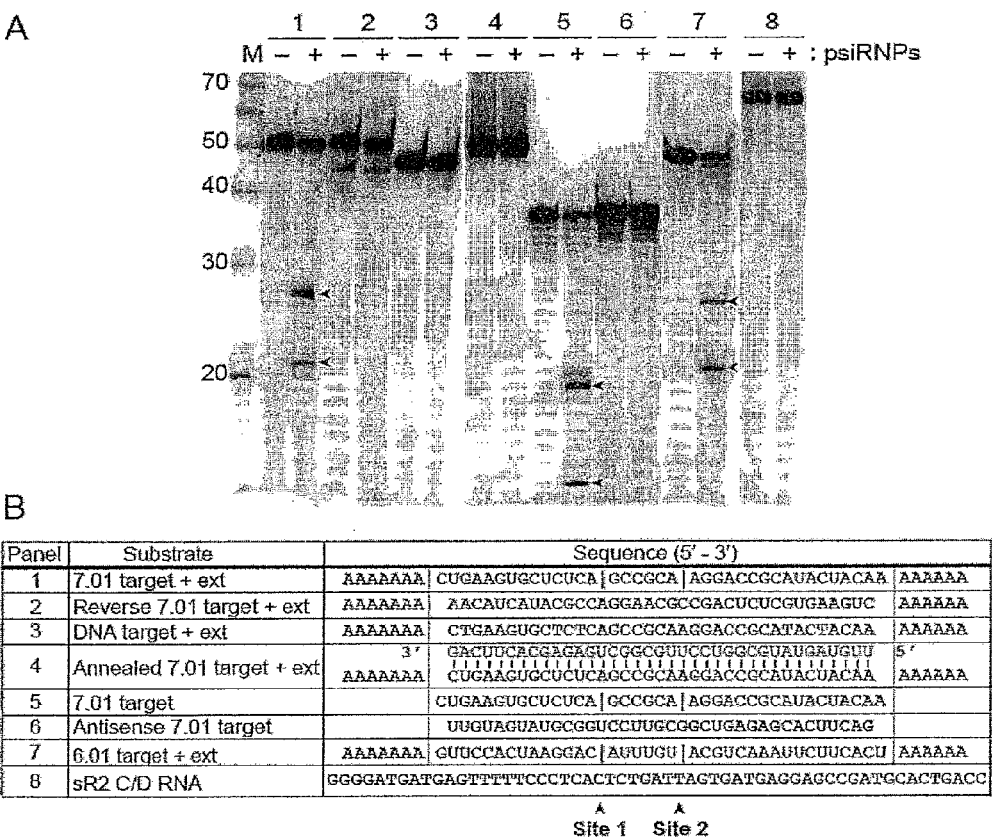 A
1 2 3 4 5 6 7 8
M − + − + − + − + − + − + − + − + : psiRNPs
70
50
40
30
20
B
Panel Substrate Sequence (5′ - 3′)
1 7.01 target + ext AAAAAAA CUGAAGUGCUCUCA GCCGCA AGGACCGCAUACUACAA AAAAAA
2 Reverse 7.01 target + ext AAAAAAA AACAUCAUACGCCAGGAACGCCGACUCUCGUGAAGUC AAAAAA
3 DNA target + ext AAAAAAA CTGAAGTGCTCTCAGCCGCAAGGACCGCATACTACAA AAAAAA
3′ GACUUCACGAGAGUCGGCGUUCCUGGCGUAUGAUGUU 5′
4 Annealed 7.01 target + ext AAAAAAA CUGAAGUGCUCUCAGCCGCAAGGACCGCAUACUACAA AAAAAA
5 7.01 target CUGAAGUGCUCUCA GCCGCA AGGACCGCAUACUACAA
6 Antisense 7.01 target UUGUAGUAUGCGGUCCUUGCGGCUGAGAGCACUUCAG
7 6.01 target + ext AAAAAAA GUUCCACUAAGGAC AUUUGU ACGUCAAAUUCUUCACU AAAAAA
8 sR2 C/D RNA GGGGATGATGAGTTTTTCCCTCACTCTGATTAGTGATGAGGAGCCGATGCACTGACC
Site 1 Site 2